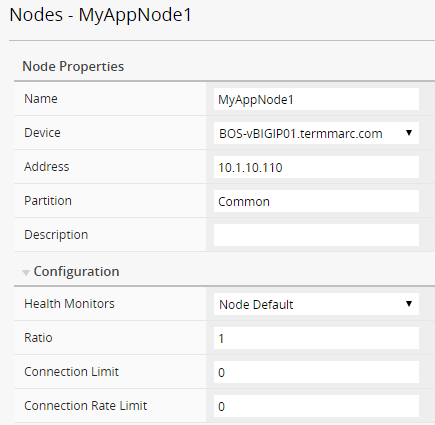 Nodes - MyAppNode1
Node Properties
Name MyAppNode1
Device BOS-vBIGIP01.termmarc.com
Address 10.1.10.110
Partition Common
Description
Configuration
Health Monitors Node Default
Ratio 1
Connection Limit 0
Connection Rate Limit 0